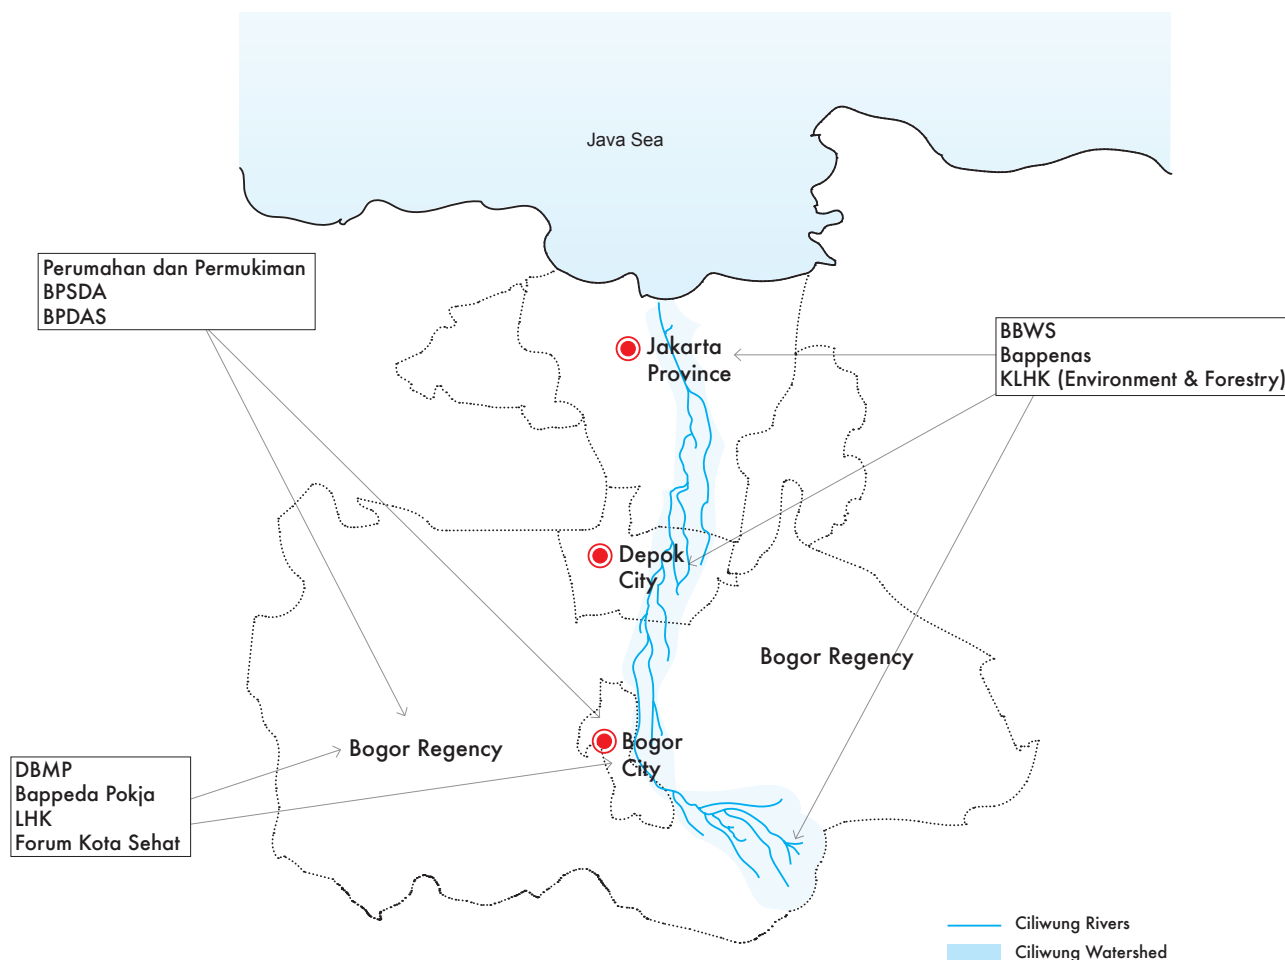 Java Sea
Perumahan dan Permukiman
BPSDA
BPDAS
BBWS
Bappenas
KLHK (Environment & Forestry)
Jakarta
Province
Depok
City
Bogor Regency
Bogor Regency
Bogor
City
DBMP
Bappeda Pokja
LHK
Forum Kota Sehat
Ciliwung Rivers
Ciliwung Watershed